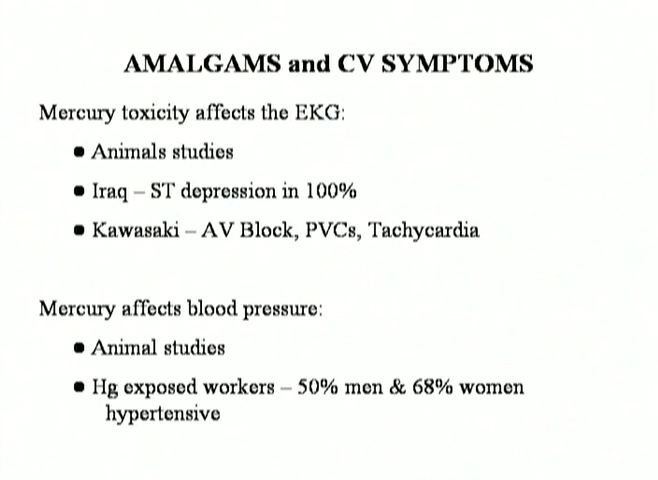 AMALGAMS and CV SYMPTOMS
Mercury toxicity affects the EKG:
● Animals studies
● Iraq – ST depression in 100%
● Kawasaki – AV Block, PVCs, Tachycardia
Mercury affects blood pressure:
● Animal studies
● Hg exposed workers – 50% men & 68% women
hypertensive